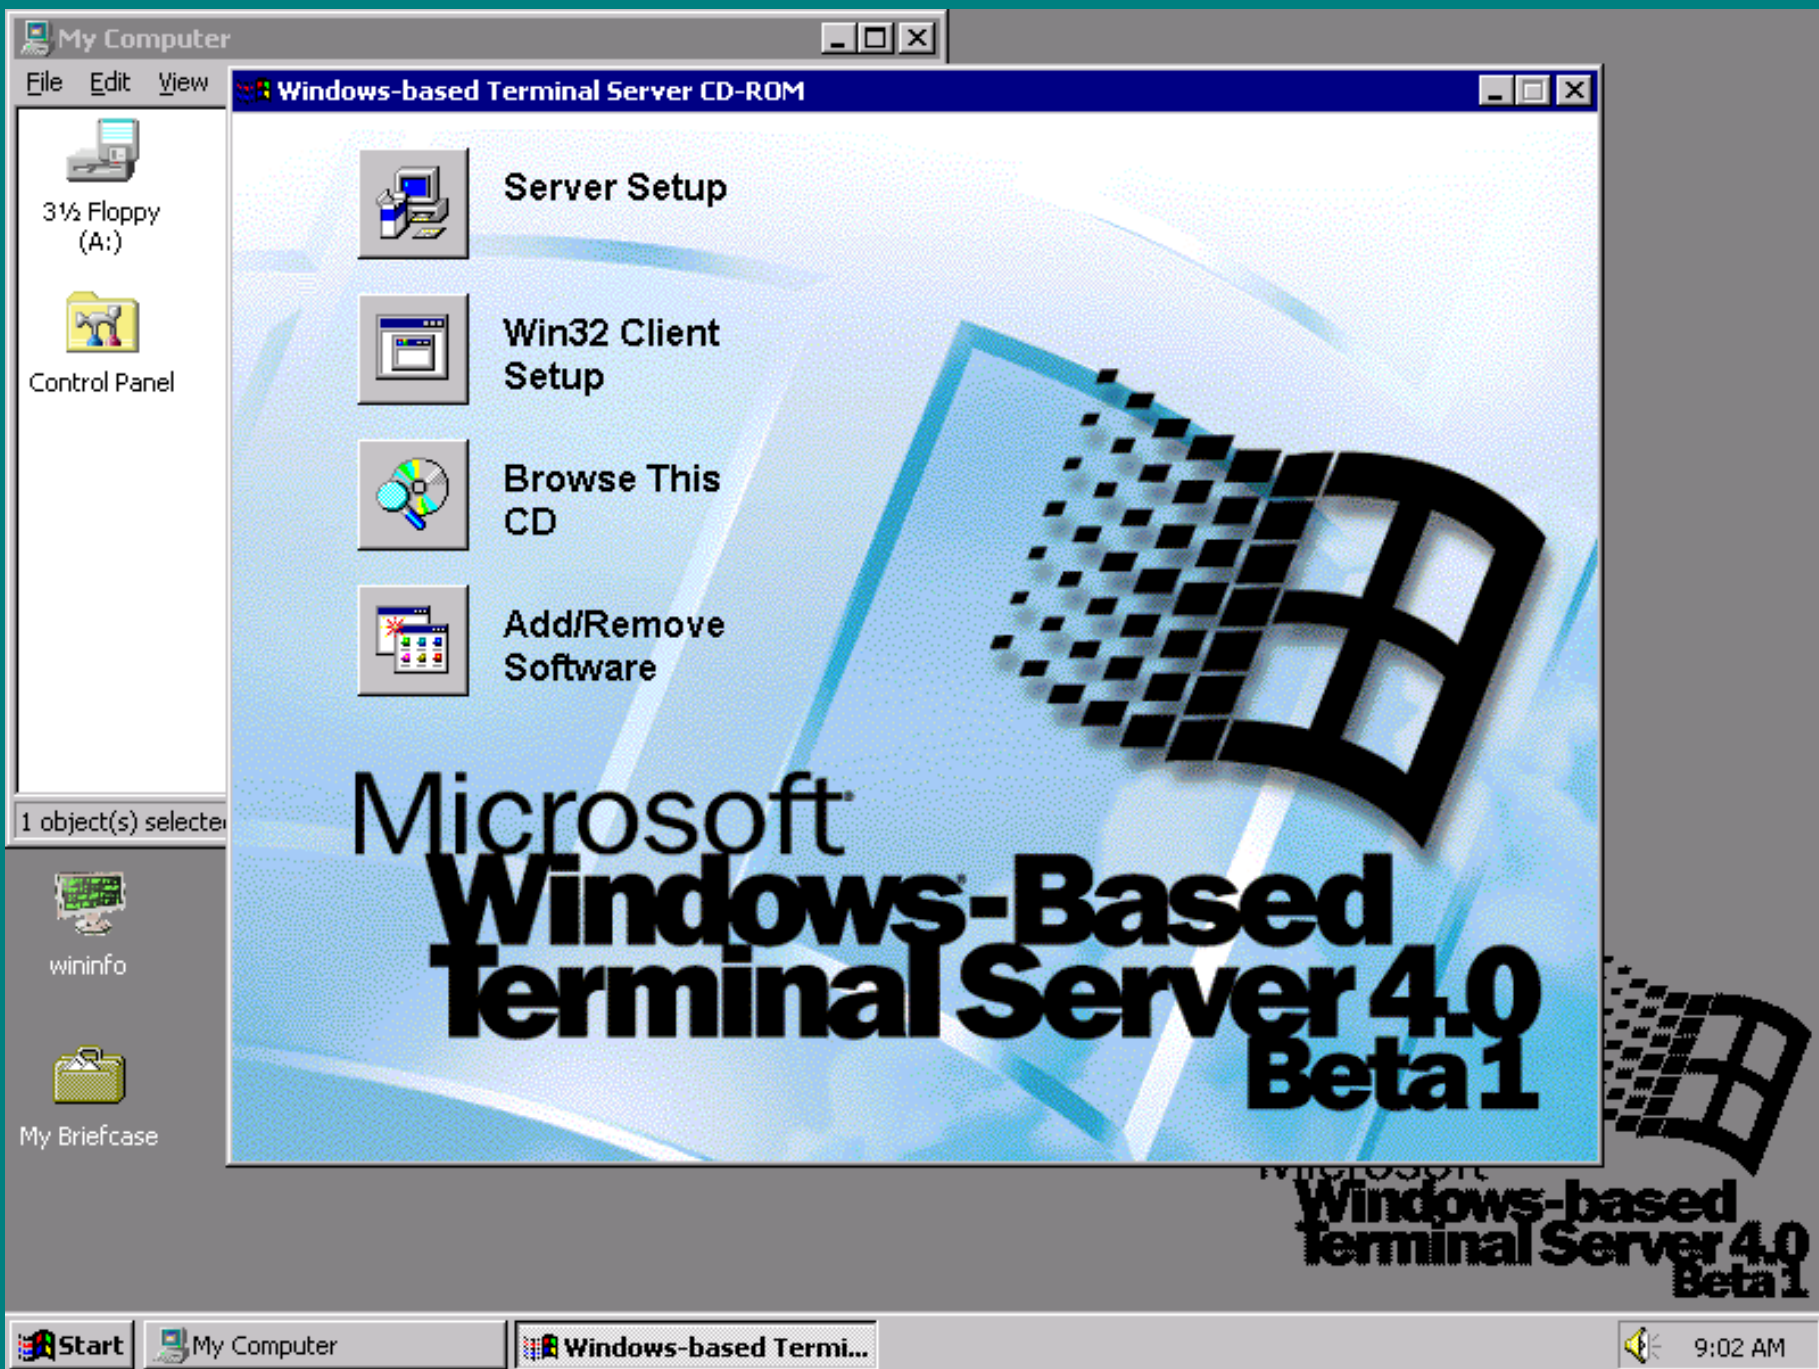 My Computer
File Edit View
Windows-based Terminal Server CD-ROM
3½ Floppy
(A:)
Control Panel
1 object(s) selected
wininfo
My Briefcase
Server Setup
Win32 Client
Setup
Browse This
CD
Add/Remove
Software
Microsoft
Windows-Based
Terminal Server 4.0
Beta 1
Microsoft
Windows-based
Terminal Server 4.0
Beta 1
Start
My Computer
Windows-based Termi...
9:02 AM